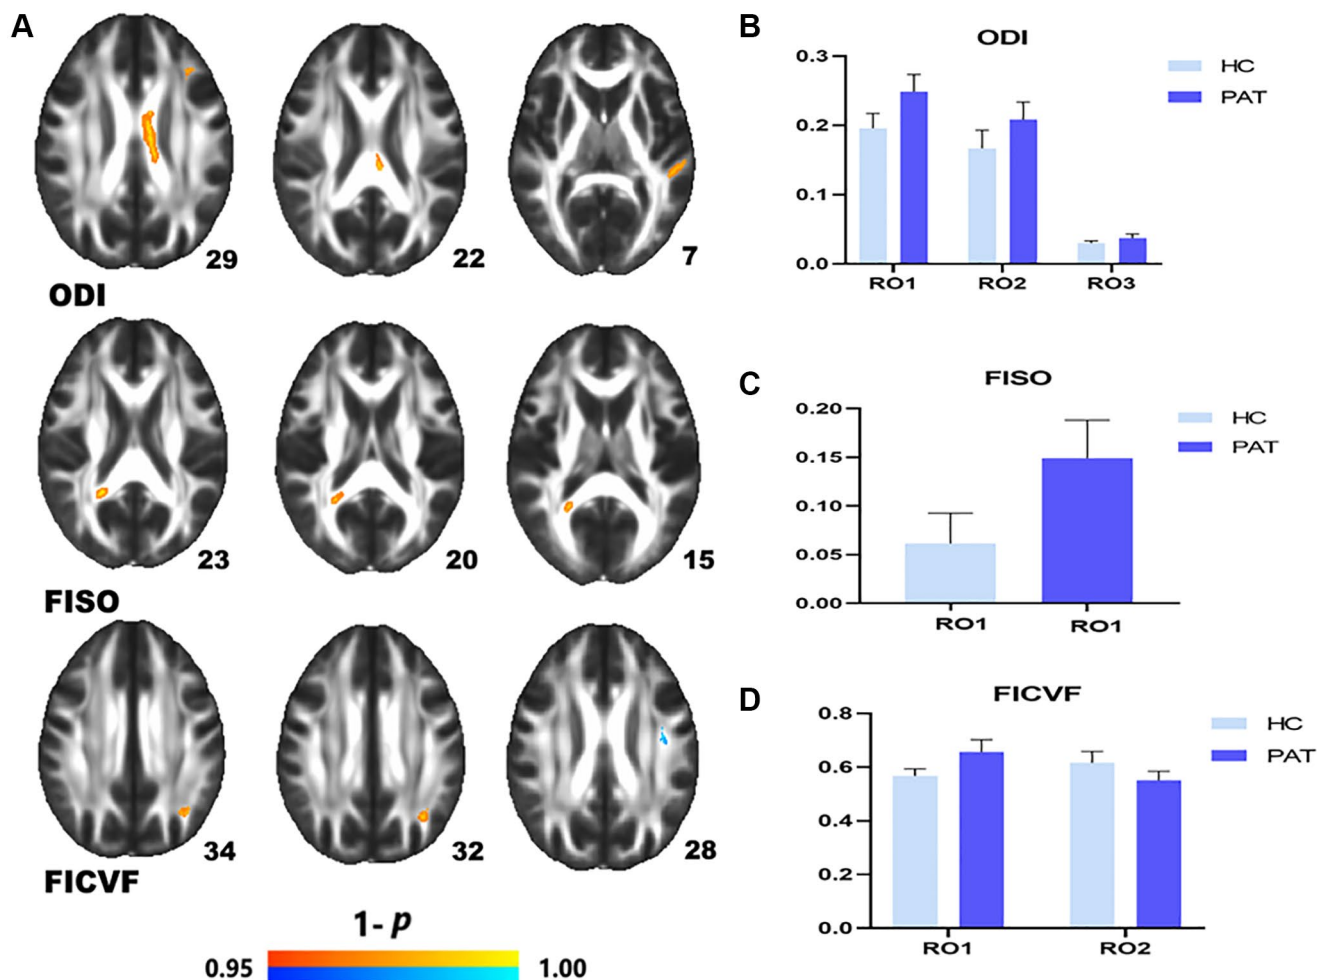 A
29
22
7
ODI
23
20
15
FISO
34
32
28
FICVF
1- p
0.95
1.00
B
ODI
HC
PAT
0.3
0.2
0.1
0.0
RO1
RO2
RO3
C
FISO
HC
PAT
0.20
0.15
0.10
0.05
0.00
RO1
RO1
D
FICVF
HC
PAT
0.8
0.6
0.4
0.2
0.0
RO1
RO2